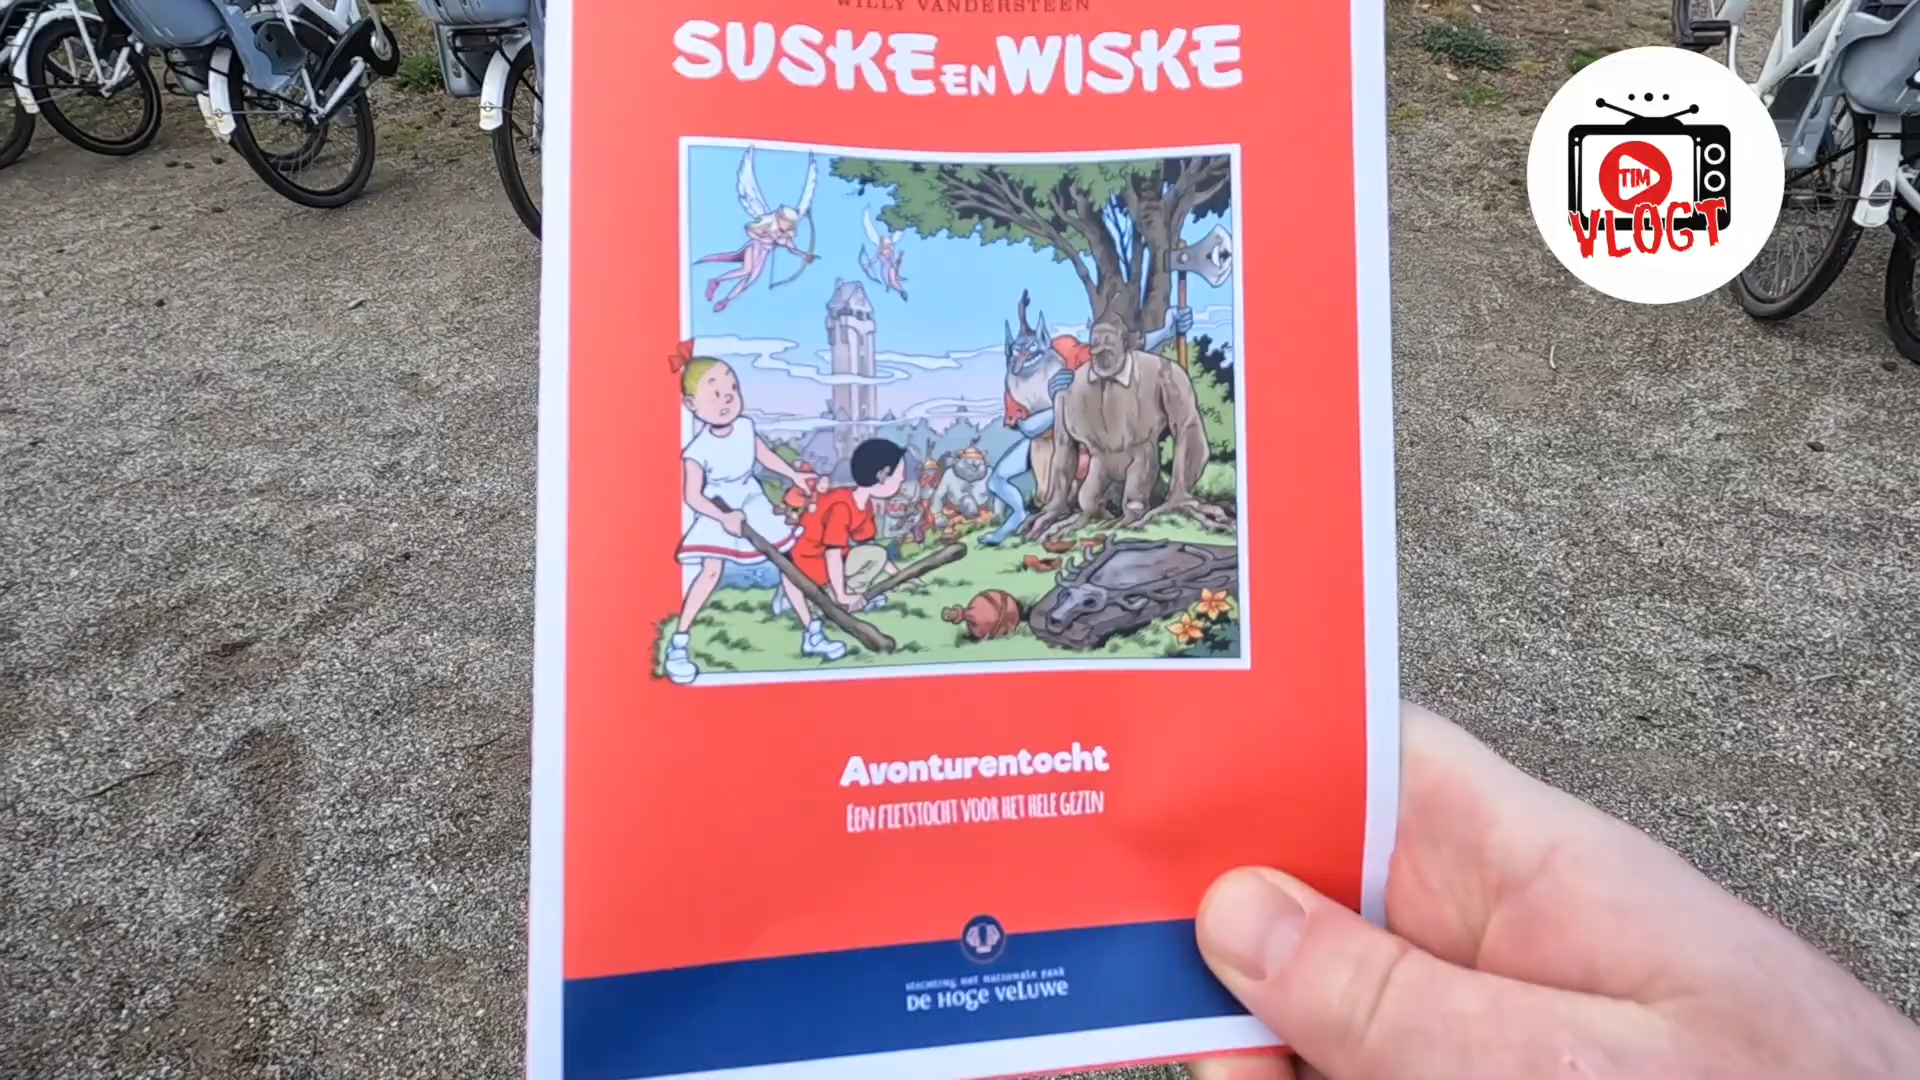 WILLY VANDERSTEEN
SUSKE EN WISKE
Avonturentocht
EEN FIETSTOCHT VOOR HET HELE GEZIN
stichting het nationale park
De Hoge Veluwe
TIM
VLOGT